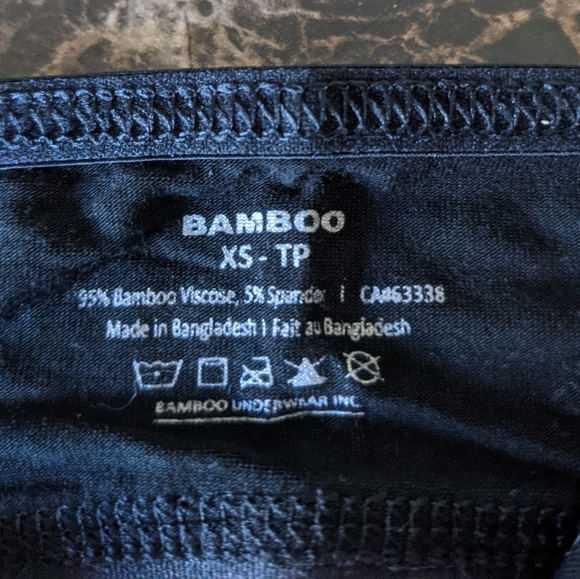 BAMBOO
XS - TP
95% Bamboo Viscose, 5% Spandex | CA#63338
Made in Bangladesh | Fait au Bangladesh
BAMBOO UNDERWEAR INC.